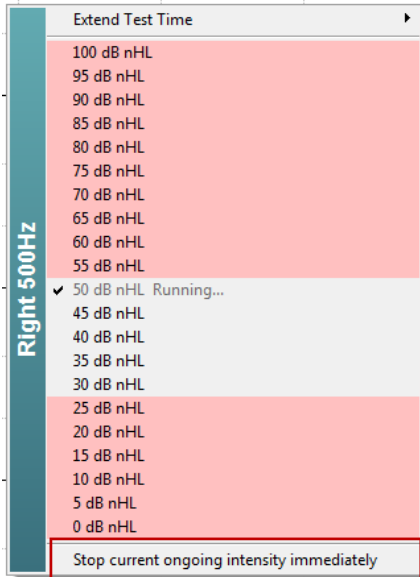 Right 500Hz
Extend Test Time
100 dB nHL
95 dB nHL
90 dB nHL
85 dB nHL
80 dB nHL
75 dB nHL
70 dB nHL
65 dB nHL
60 dB nHL
55 dB nHL
50 dB nHL Running...
45 dB nHL
40 dB nHL
35 dB nHL
30 dB nHL
25 dB nHL
20 dB nHL
15 dB nHL
10 dB nHL
5 dB nHL
0 dB nHL
Stop current ongoing intensity immediately